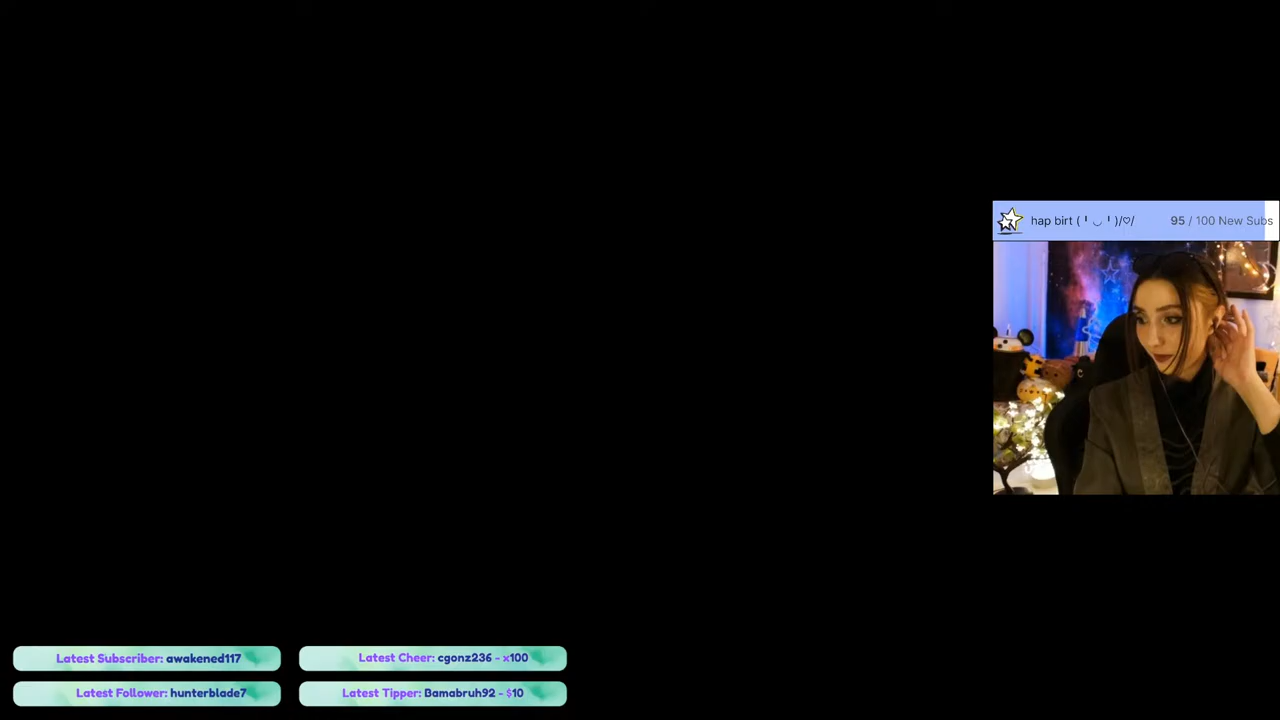 hap birt ( ╹ ◡ ╹ )/♡/ 95 / 100 New Subs
Latest Subscriber: awakened117
Latest Cheer: cgonz236 - x100
Latest Follower: hunterblade7
Latest Tipper: Bamabruh92 - $10